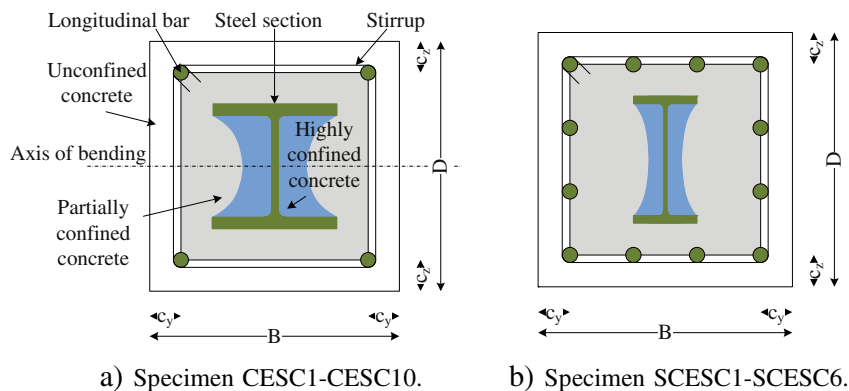 Longitudinal bar
Steel section
Stirrup
Unconfined
concrete
Axis of bending
Highly
confined
concrete
Partially
confined
concrete
c_z
D
c_z
c_y
c_y
B
a) Specimen CESC1-CESC10.
c_z
D
c_z
c_y
c_y
B
b) Specimen SCESC1-SCESC6.